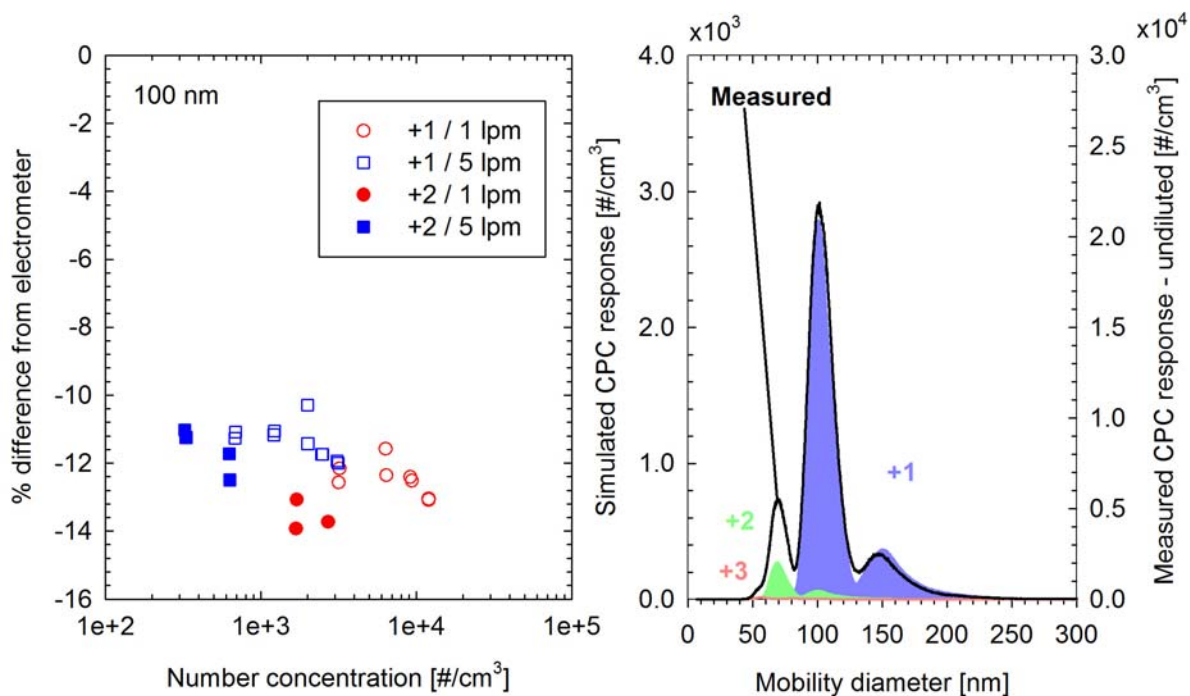 0
-2
-4
-6
-8
-10
-12
-14
-16
% difference from electrometer
100 nm
+1 / 1 lpm
+1 / 5 lpm
+2 / 1 lpm
+2 / 5 lpm
1e+2
1e+3
1e+4
1e+5
Number concentration [#/cm³]
x10³
4.0
3.0
2.0
1.0
0.0
Simulated CPC response [#/cm³]
Measured
+1
+2
+3
x10⁴
3.0
2.5
2.0
1.5
1.0
0.5
0.0
Measured CPC response - undiluted [#/cm³]
0
50
100
150
200
250
300
Mobility diameter [nm]